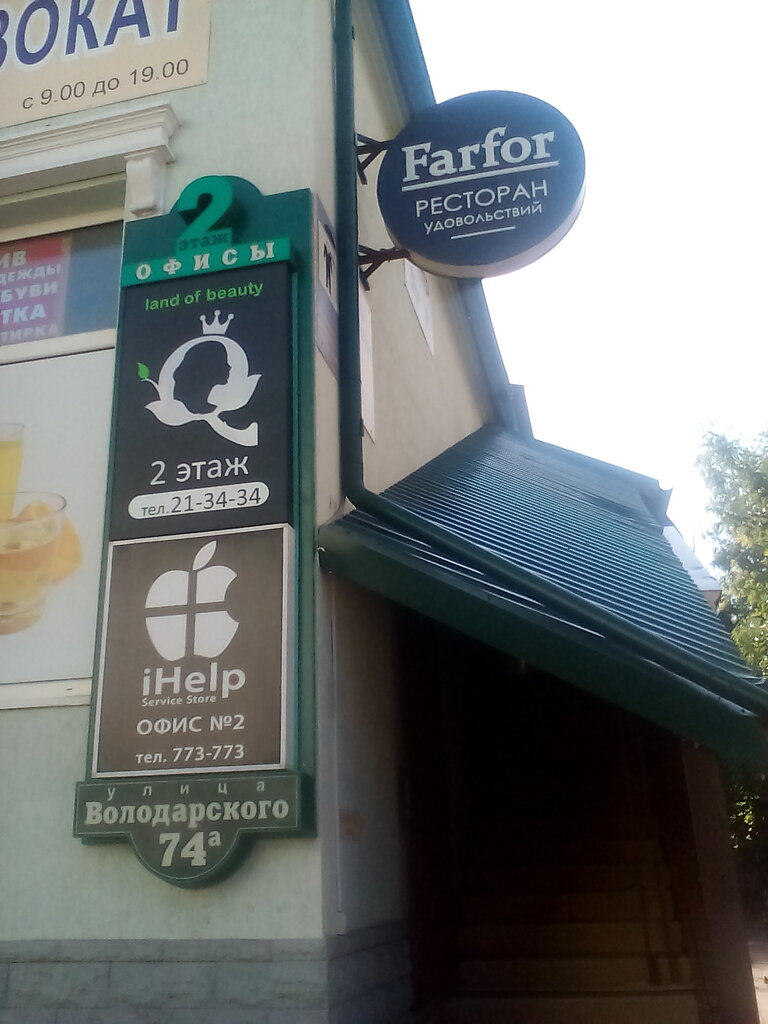 с 9.00 до 19.00
Farfor
РЕСТОРАН
УДОВОЛЬСТВИЙ
2
этаж
ОФИСЫ
land of beauty
2 этаж
тел.21-34-34
iHelp
Service Store
ОФИС №2
тел. 773-773
улица
Володарского
74а